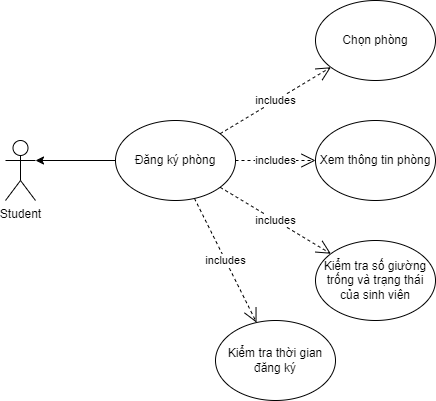 Chọn phòng
includes
Đăng ký phòng
includes
Xem thông tin phòng
Student
includes
includes
Kiểm tra số giường
trống và trạng thái
của sinh viên
Kiểm tra thời gian
đăng ký